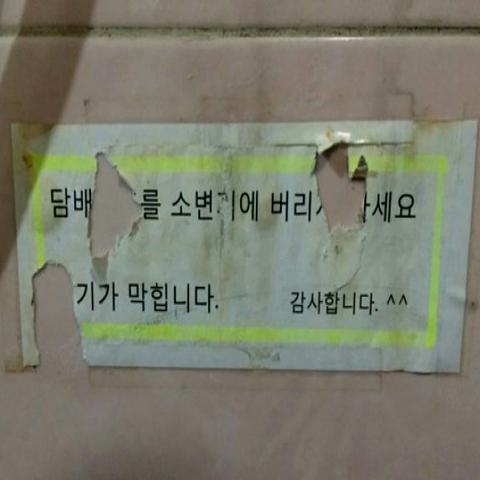 담배 를 소변기에 버리 세요
기가 막힙니다. 감사합니다. ^^